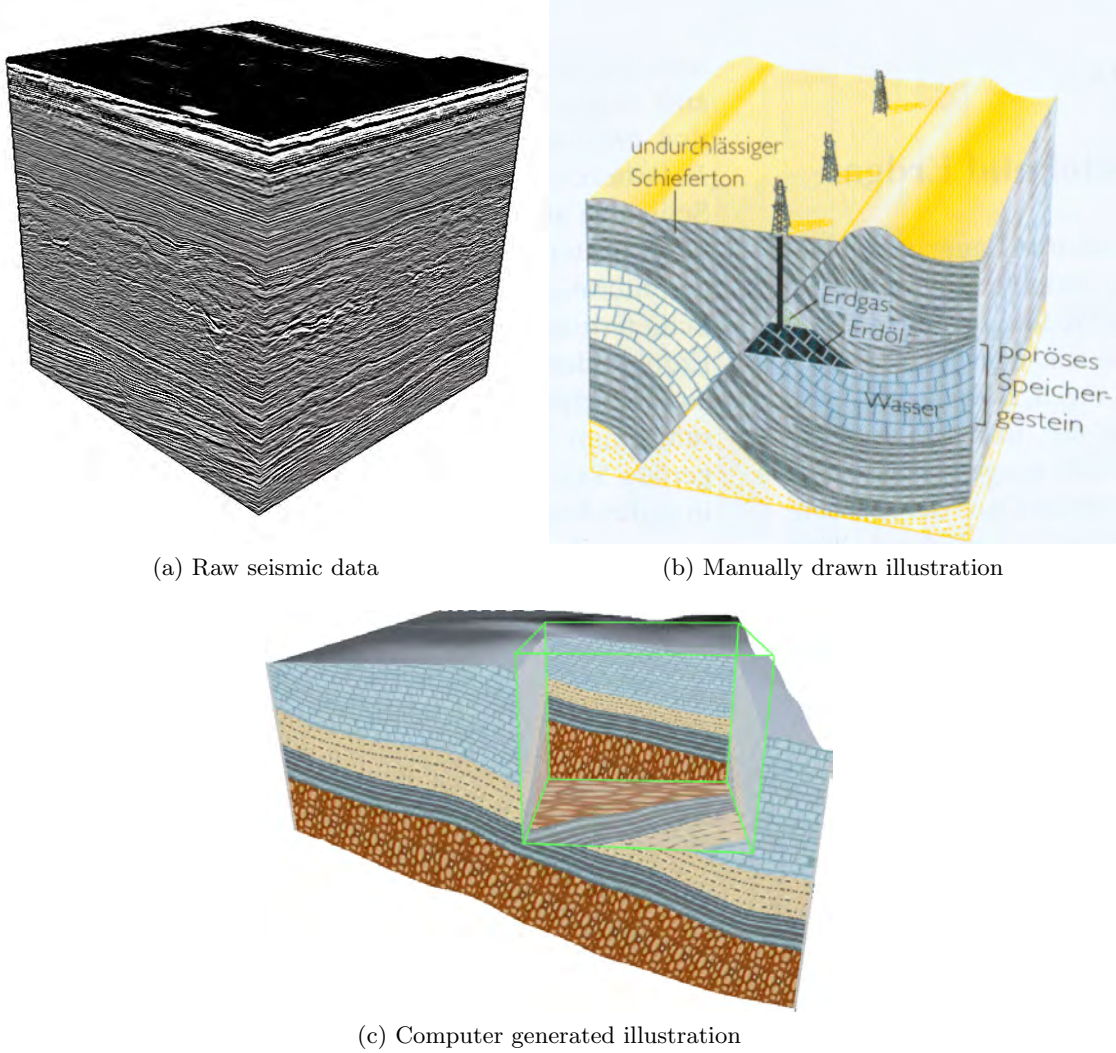 undurchlässiger
Schieferton
Erdgas
Erdöl
poröses
Speicher-
gestein
Wasser
(a) Raw seismic data
(b) Manually drawn illustration
(c) Computer generated illustration